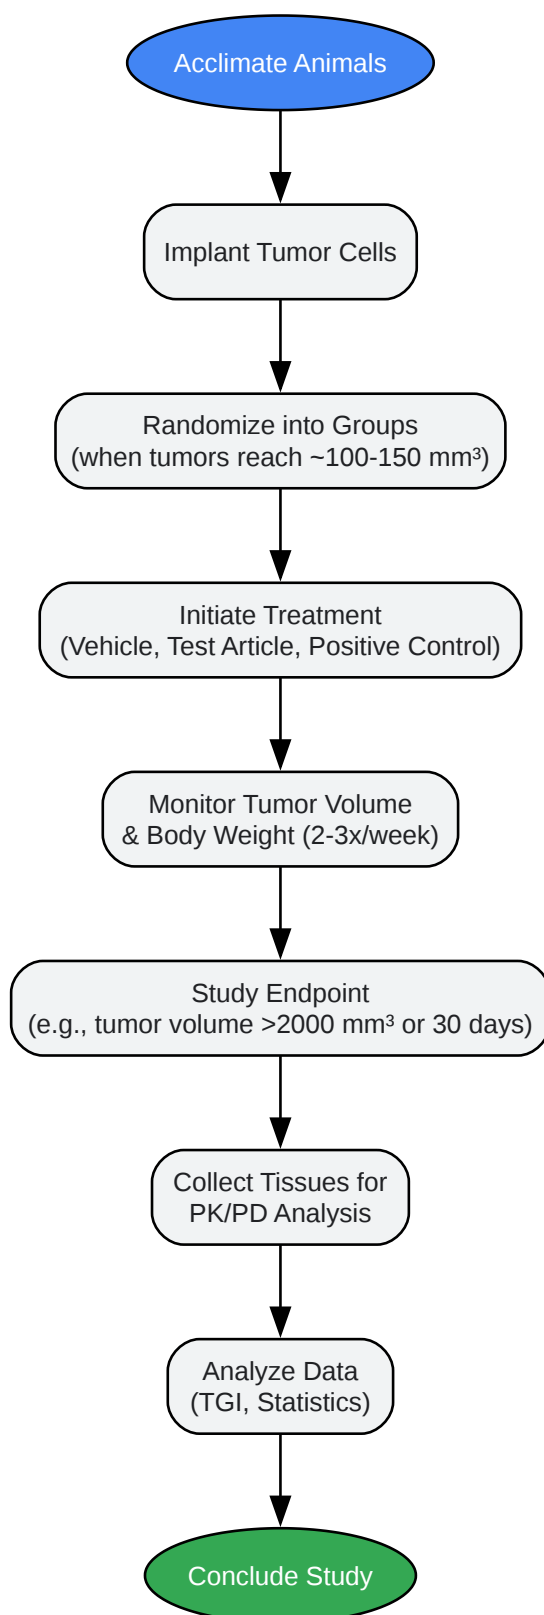 Acclimate Animals
Implant Tumor Cells
Randomize into Groups
(when tumors reach ~100-150 mm³)
Initiate Treatment
(Vehicle, Test Article, Positive Control)
Monitor Tumor Volume
& Body Weight (2-3x/week)
Study Endpoint
(e.g., tumor volume >2000 mm³ or 30 days)
Collect Tissues for
PK/PD Analysis
Analyze Data
(TGI, Statistics)
Conclude Study